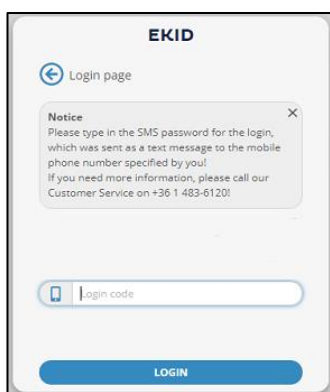 EKID
Login page
Notice
Please type in the SMS password for the login,
which was sent as a text message to the mobile
phone number specified by you!
If you need more information, please call our
Customer Service on +36 1 483-6120!
Login code
LOGIN